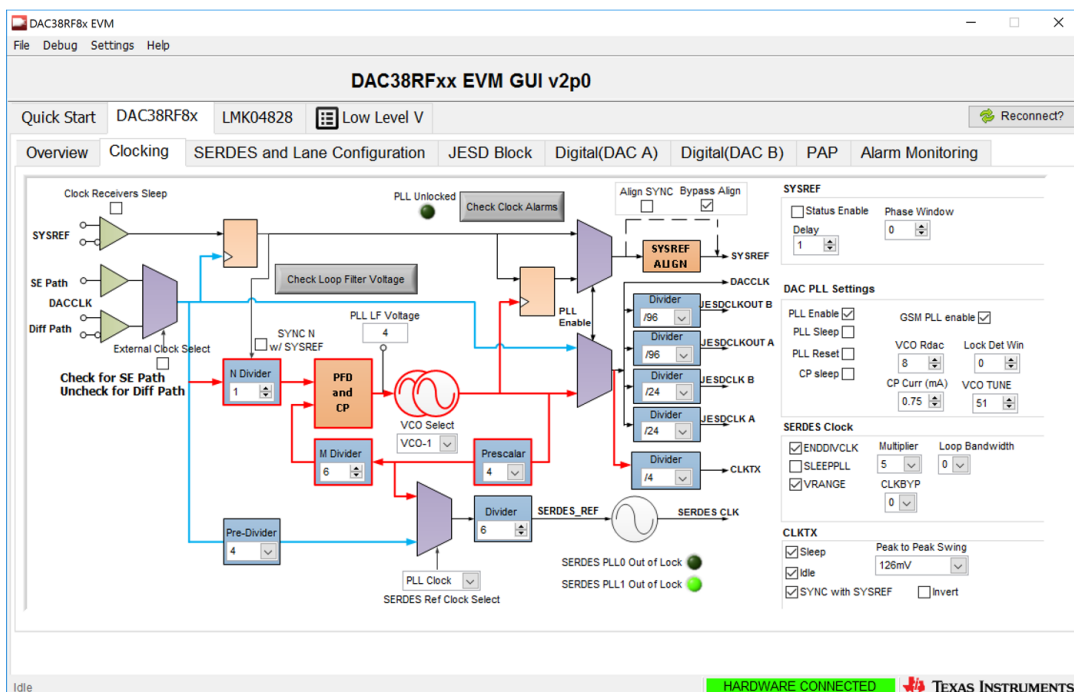 DAC38RF8x EVM
File Debug Settings Help
DAC38RFxx EVM GUI v2p0
Quick Start DAC38RF8x LMK04828 Low Level V Reconnect?
Overview Clocking SERDES and Lane Configuration JESD Block Digital(DAC A) Digital(DAC B) PAP Alarm Monitoring
Clock Receivers Sleep
SYSREF
SE Path
DACCLK
Diff Path
External Clock Select
Check for SE Path
Uncheck for Diff Path
PLL Unlocked
Check Clock Alarms
Check Loop Filter Voltage
SYNC N
w/ SYSREF
PLL LF Voltage
4
N Divider
1
PFD
and
CP
VCO Select
VCO-1
M Divider
6
Prescalar
4
Pre-Divider
4
PLL Clock
SERDES Ref Clock Select
Divider
6
SERDES_REF
SERDES CLK
SERDES PLL0 Out of Lock
SERDES PLL1 Out of Lock
PLL
Enable
Align SYNC Bypass Align
SYSREF
ALIGN
SYSREF
DACCLK
Divider
/96
JESDCLKOUT B
Divider
/96
JESDCLKOUT A
Divider
/24
JESDCLK B
Divider
/24
JESDCLK A
Divider
/4
CLKTX
SYSREF
Status Enable Phase Window
0
Delay
1
DAC PLL Settings
PLL Enable GSM PLL enable
PLL Sleep
PLL Reset
CP sleep
VCO Rdac Lock Det Win
8 0
CP Curr (mA) VCO TUNE
0.75 51
SERDES Clock
ENDDIVCLK Multiplier Loop Bandwidth
SLEEPPLL 5 0
VRANGE CLKBYP
0
CLKTX
Sleep Peak to Peak Swing
Idle 126mV
SYNC with SYSREF Invert
Idle HARDWARE CONNECTED TEXAS INSTRUMENTS